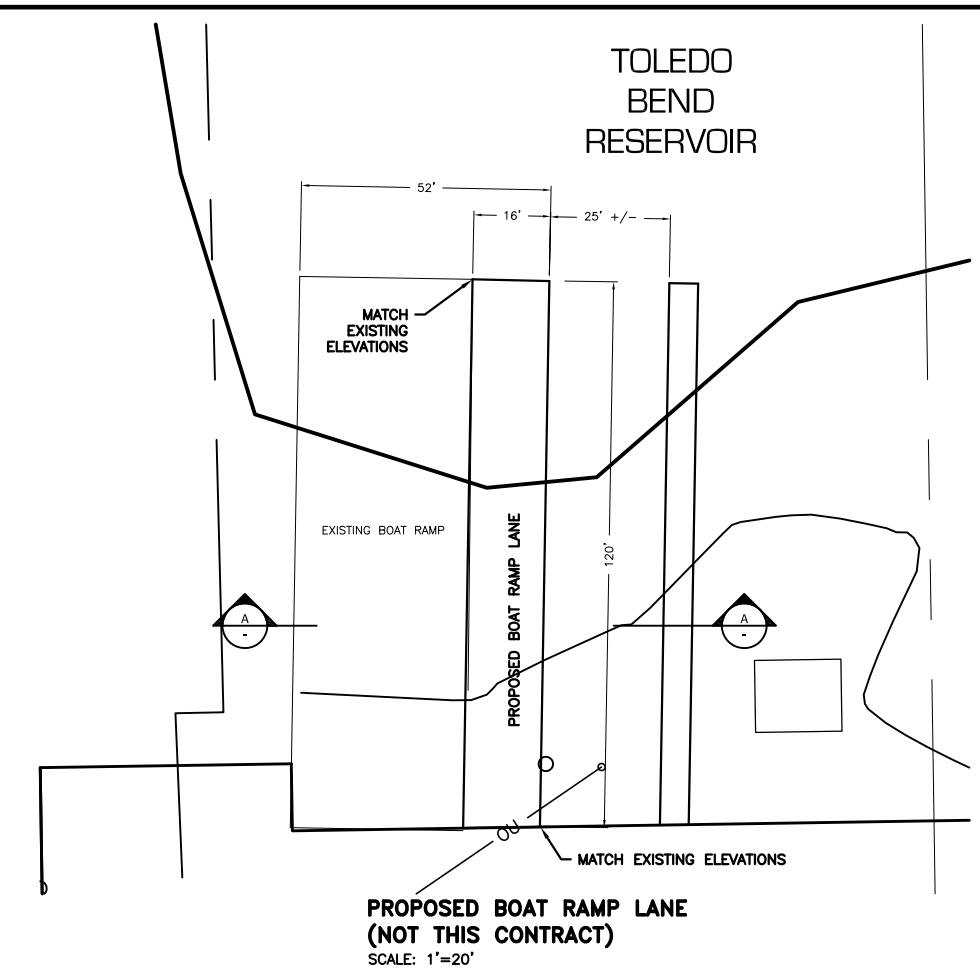 TOLEDO
BEND
RESERVOIR
52'
16'
25' +/-
MATCH
EXISTING
ELEVATIONS
EXISTING BOAT RAMP
PROPOSED BOAT RAMP LANE
120'
A
-
A
-
OU
MATCH EXISTING ELEVATIONS
PROPOSED BOAT RAMP LANE
(NOT THIS CONTRACT)
SCALE: 1'=20'